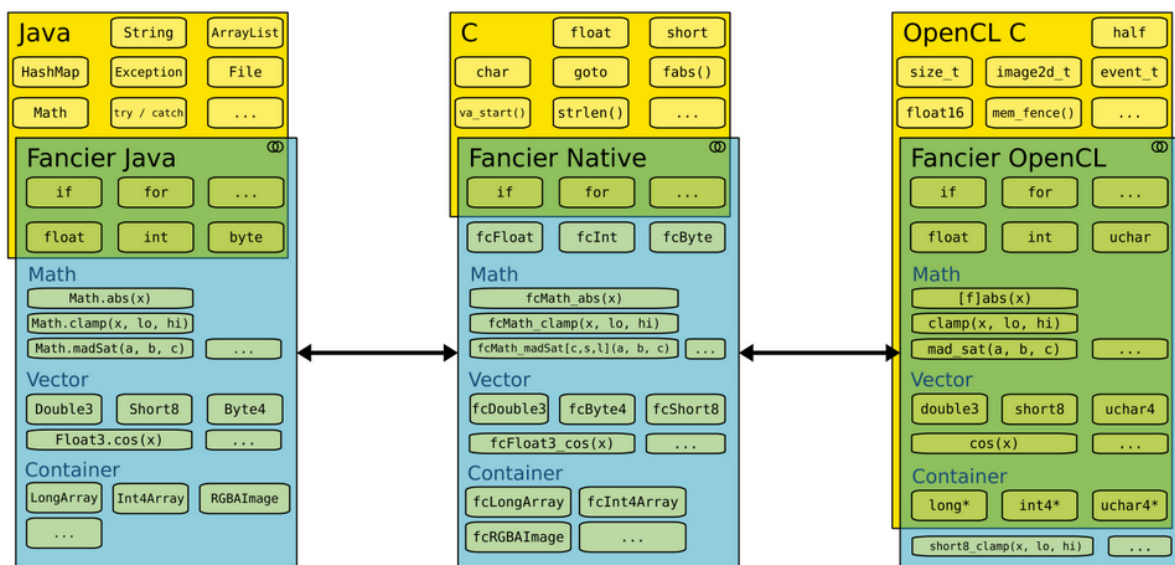 Java String ArrayList
HashMap Exception File
Math try / catch ...
Fancier Java
if for ...
float int byte
Math
Math.abs(x)
Math.clamp(x, lo, hi)
Math.madSat(a, b, c) ...
Vector
Double3 Short8 Byte4
Float3.cos(x) ...
Container
LongArray Int4Array RGBAImage
...
C float short
char goto fabs()
va_start() strlen() ...
Fancier Native
if for ...
fcFloat fcInt fcByte
Math
fcMath_abs(x)
fcMath_clamp(x, lo, hi)
fcMath_madSat[c,s,l](a, b, c) ...
Vector
fcDouble3 fcByte4 fcShort8
fcFloat3_cos(x) ...
Container
fcLongArray fcInt4Array
fcRGBAImage ...
OpenCL C half
size_t image2d_t event_t
float16 mem_fence() ...
Fancier OpenCL
if for ...
float int uchar
Math
[f]abs(x)
clamp(x, lo, hi)
mad_sat(a, b, c) ...
Vector
double3 short8 uchar4
cos(x) ...
Container
long* int4* uchar4*
short8_clamp(x, lo, hi) ...